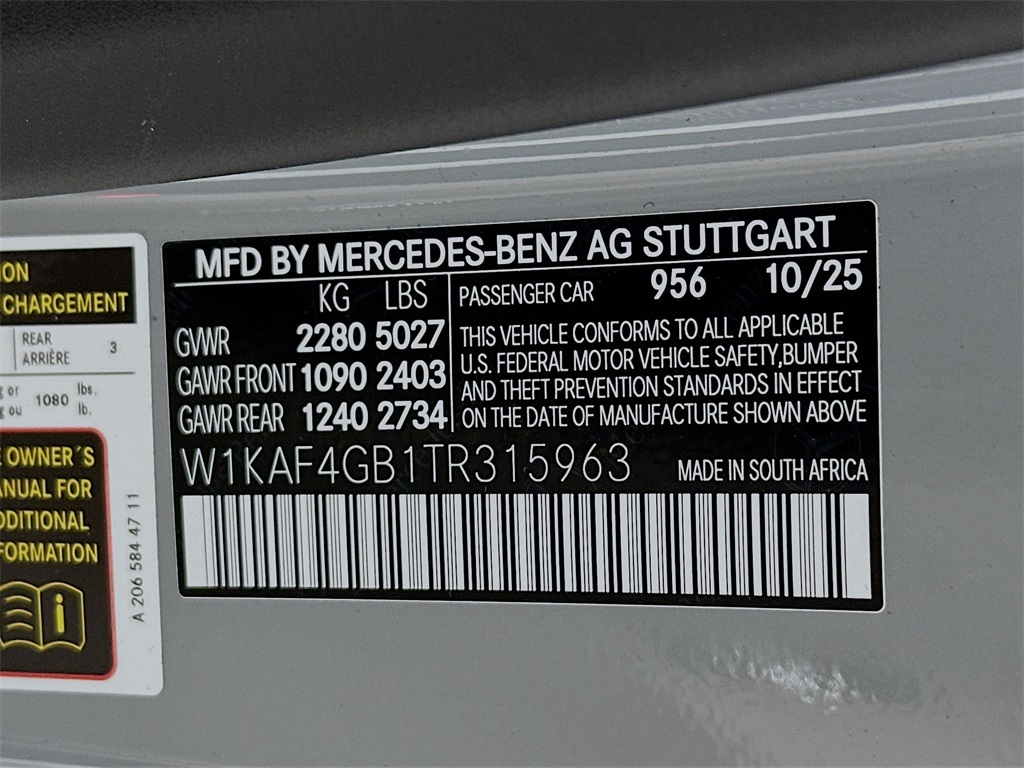 ION
CHARGEMENT
REAR
ARRIÈRE 3
g or lbs.
1080
g ou lb.
E OWNER´S
ANUAL FOR
DDITIONAL
FORMATION
i
A 206 584 47 11
MFD BY MERCEDES-BENZ AG STUTTGART
KG LBS
GVWR 2280 5027
GAWR FRONT 1090 2403
GAWR REAR 1240 2734
PASSENGER CAR 956 10/25
THIS VEHICLE CONFORMS TO ALL APPLICABLE
U.S. FEDERAL MOTOR VEHICLE SAFETY,BUMPER
AND THEFT PREVENTION STANDARDS IN EFFECT
ON THE DATE OF MANUFACTURE SHOWN ABOVE
W1KAF4GB1TR315963
MADE IN SOUTH AFRICA